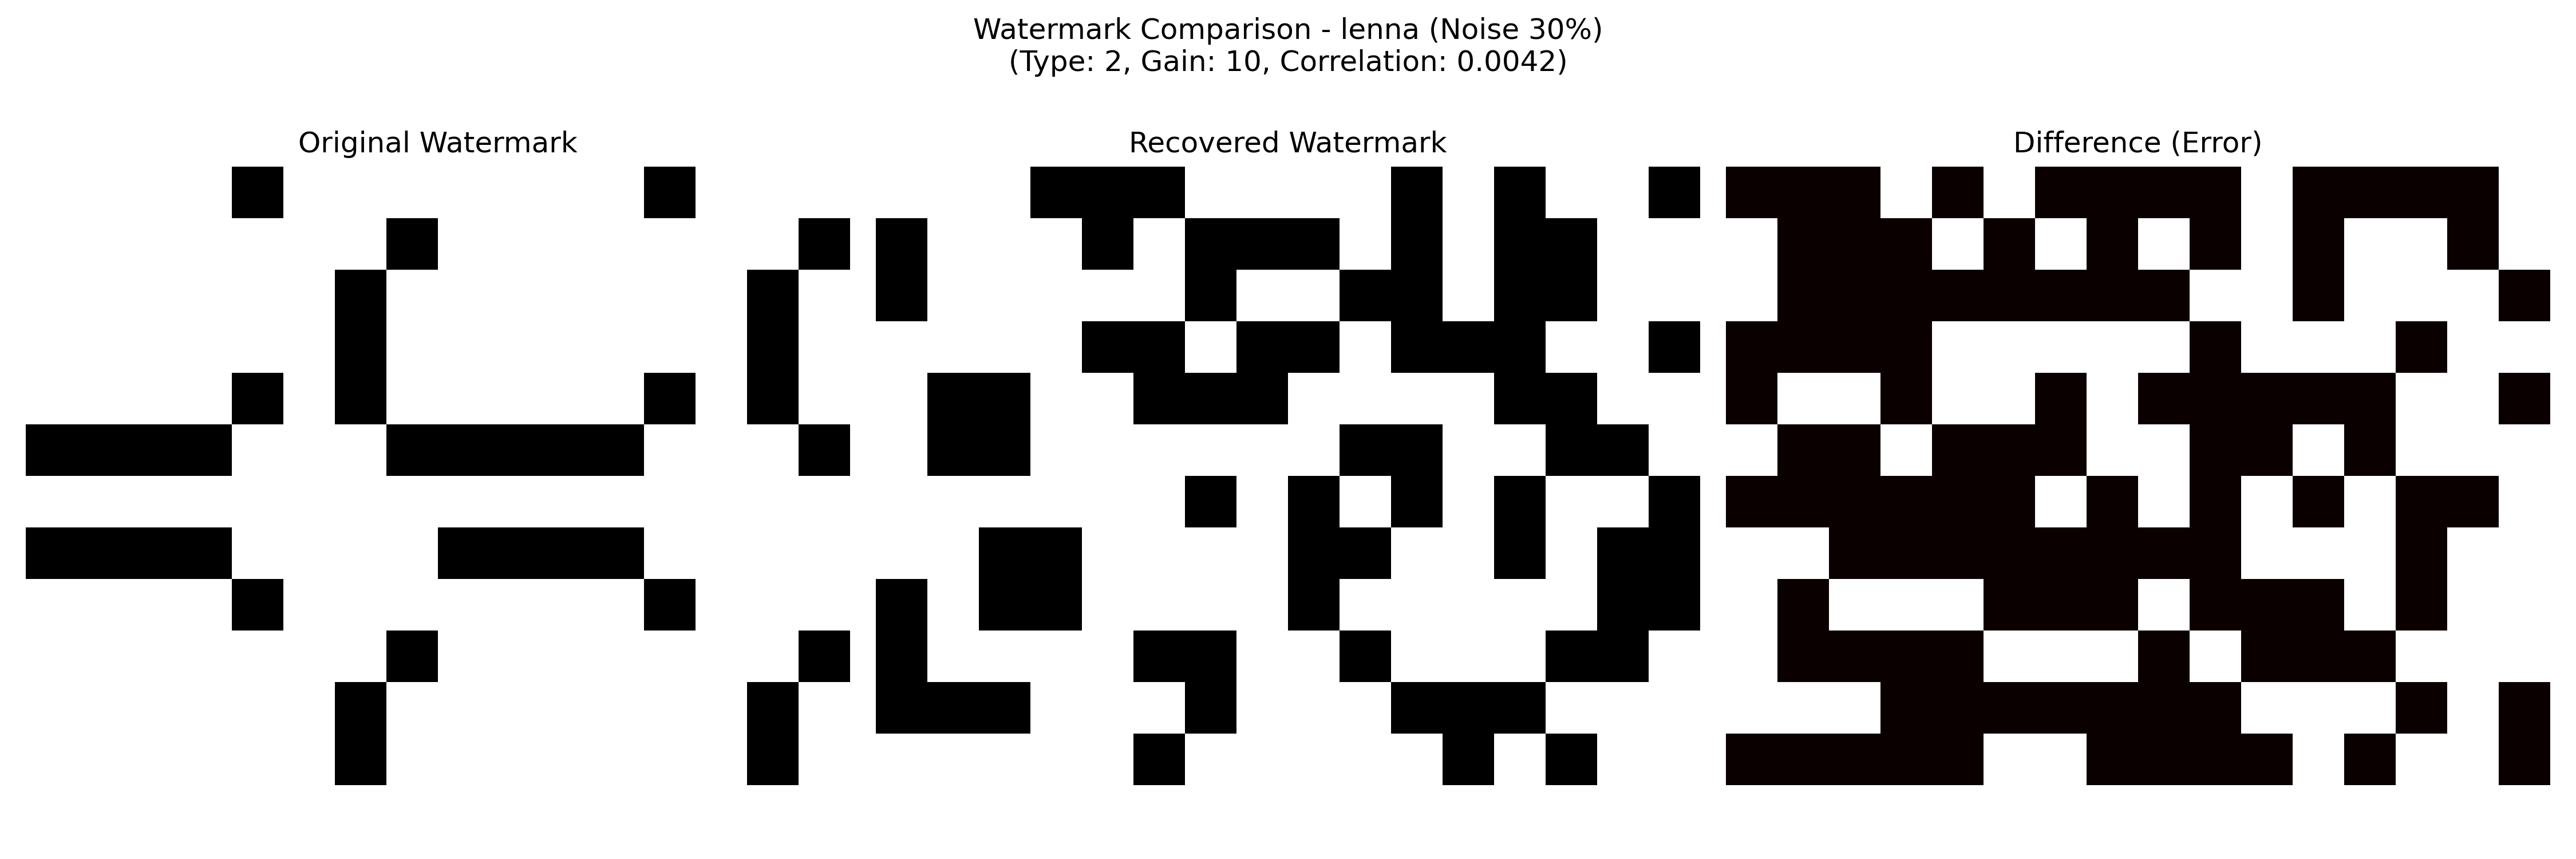 Watermark Comparison - lenna (Noise 30%)
(Type: 2, Gain: 10, Correlation: 0.0042)
Original Watermark
Recovered Watermark
Difference (Error)